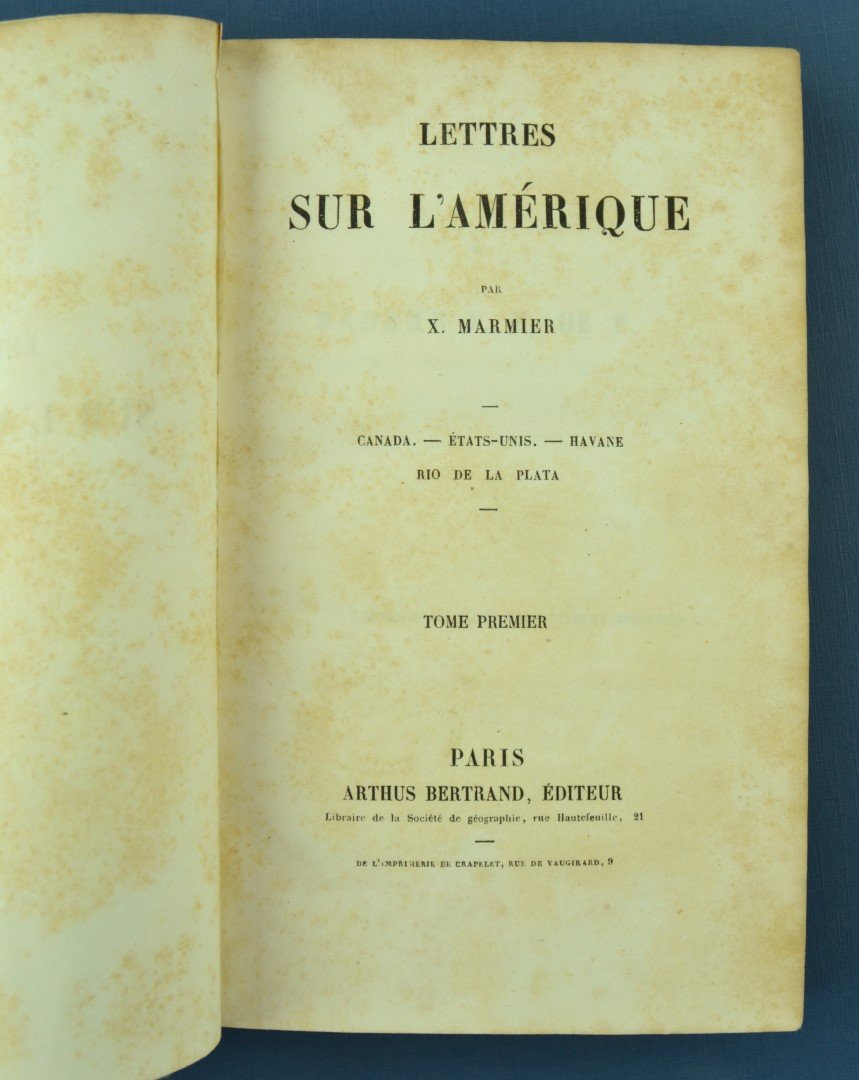 LETTRES
SUR L'AMÉRIQUE
PAR
X. MARMIER
CANADA. — ÉTATS-UNIS. — HAVANE
RIO DE LA PLATA
TOME PREMIER
PARIS
ARTHUS BERTRAND, ÉDITEUR
Libraire de la Société de géographie, rue Hautefeuille, 21
DE L'IMPRIMERIE DE CRAPELET, RUE DE VAUGIRARD, 9